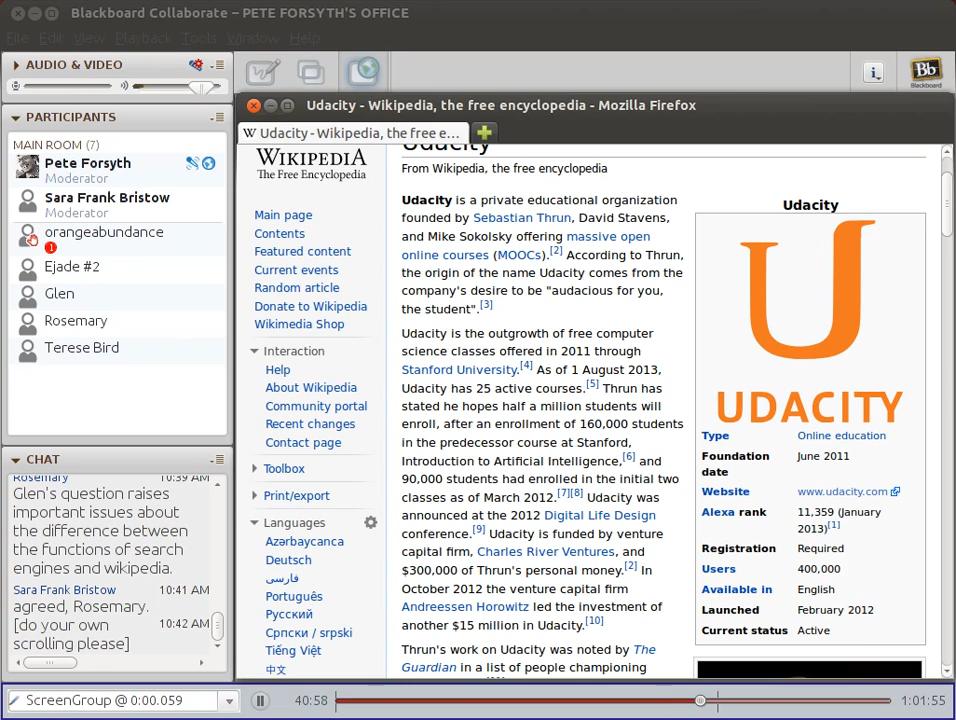 Blackboard Collaborate – PETE FORSYTH'S OFFICE
File Edit View Playback Tools Window Help
AUDIO & VIDEO
PARTICIPANTS
MAIN ROOM (7)
Pete Forsyth
Moderator
Sara Frank Bristow
Moderator
orangeabundance
1
Ejade #2
Glen
Rosemary
Terese Bird
CHAT
Rosemary 10:39 AM
Glen's question raises
important issues about
the difference between
the functions of search
engines and wikipedia.
Sara Frank Bristow 10:41 AM
agreed, Rosemary.
[do your own 10:42 AM
scrolling please]
i
Bb
Blackboard
Udacity - Wikipedia, the free encyclopedia - Mozilla Firefox
W Udacity - Wikipedia, the free e...
WIKIPEDIA
The Free Encyclopedia
Main page
Contents
Featured content
Current events
Random article
Donate to Wikipedia
Wikimedia Shop
Interaction
Help
About Wikipedia
Community portal
Recent changes
Contact page
Toolbox
Print/export
Languages
Azərbaycanca
Deutsch
فارسی
Português
Русский
Српски / srpski
Tiếng Việt
中文
Udacity
From Wikipedia, the free encyclopedia
Udacity is a private educational organization
founded by Sebastian Thrun, David Stavens,
and Mike Sokolsky offering massive open
online courses (MOOCs).[2] According to Thrun,
the origin of the name Udacity comes from the
company's desire to be "audacious for you,
the student".[3]
Udacity is the outgrowth of free computer
science classes offered in 2011 through
Stanford University.[4] As of 1 August 2013,
Udacity has 25 active courses.[5] Thrun has
stated he hopes half a million students will
enroll, after an enrollment of 160,000 students
in the predecessor course at Stanford,
Introduction to Artificial Intelligence,[6] and
90,000 students had enrolled in the initial two
classes as of March 2012.[7][8] Udacity was
announced at the 2012 Digital Life Design
conference.[9] Udacity is funded by venture
capital firm, Charles River Ventures, and
$300,000 of Thrun's personal money.[2] In
October 2012 the venture capital firm
Andreessen Horowitz led the investment of
another $15 million in Udacity.[10]
Thrun's work on Udacity was noted by The
Guardian in a list of people championing
Udacity
U
UDACITY
Type Online education
Foundation date June 2011
Website www.udacity.com
Alexa rank 11,359 (January
2013)[1]
Registration Required
Users 400,000
Available in English
Launched February 2012
Current status Active
ScreenGroup @ 0:00.059
40:58
1:01:55